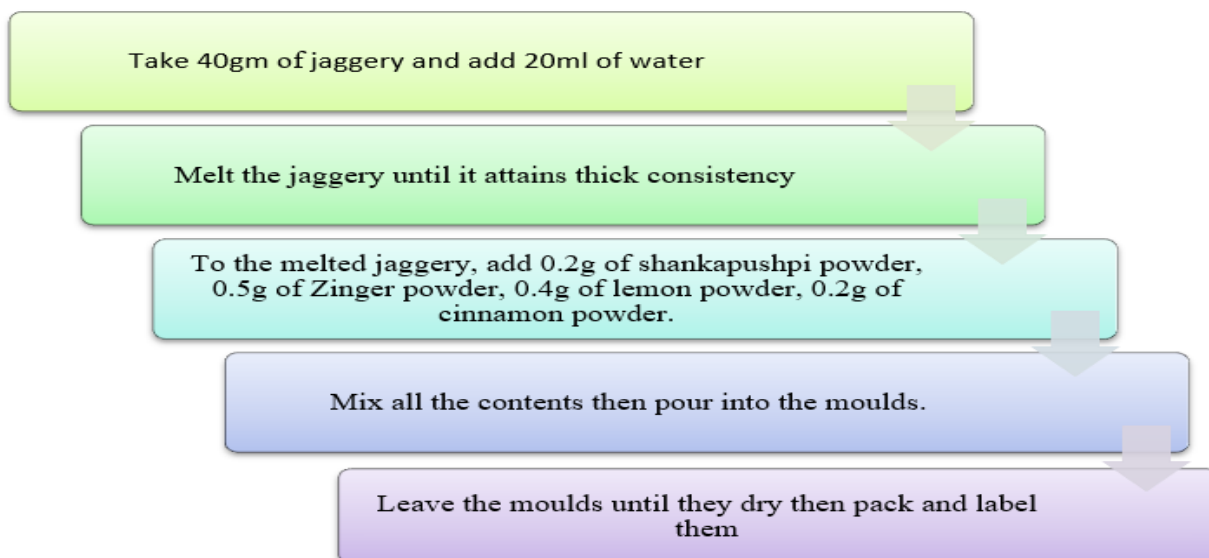 Take 40gm of jaggery and add 20ml of water
Melt the jaggery until it attains thick consistency
To the melted jaggery, add 0.2g of shankapushpi powder,
0.5g of Zinger powder, 0.4g of lemon powder, 0.2g of
cinnamon powder.
Mix all the contents then pour into the moulds.
Leave the moulds until they dry then pack and label
them